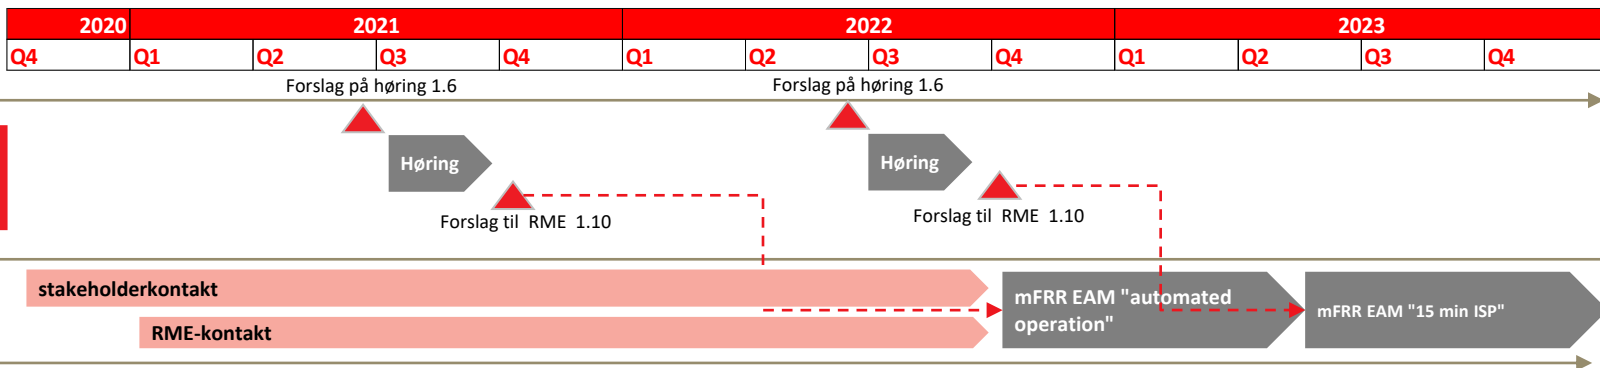 2020 2021 2022 2023
Q4 Q1 Q2 Q3 Q4 Q1 Q2 Q3 Q4 Q1 Q2 Q3 Q4
Forslag på høring 1.6 Forslag på høring 1.6
Høring Høring
Forslag til RME 1.10 Forslag til RME 1.10
stakeholderkontakt
RME-kontakt
mFRR EAM "automated
operation"
mFRR EAM "15 min ISP"